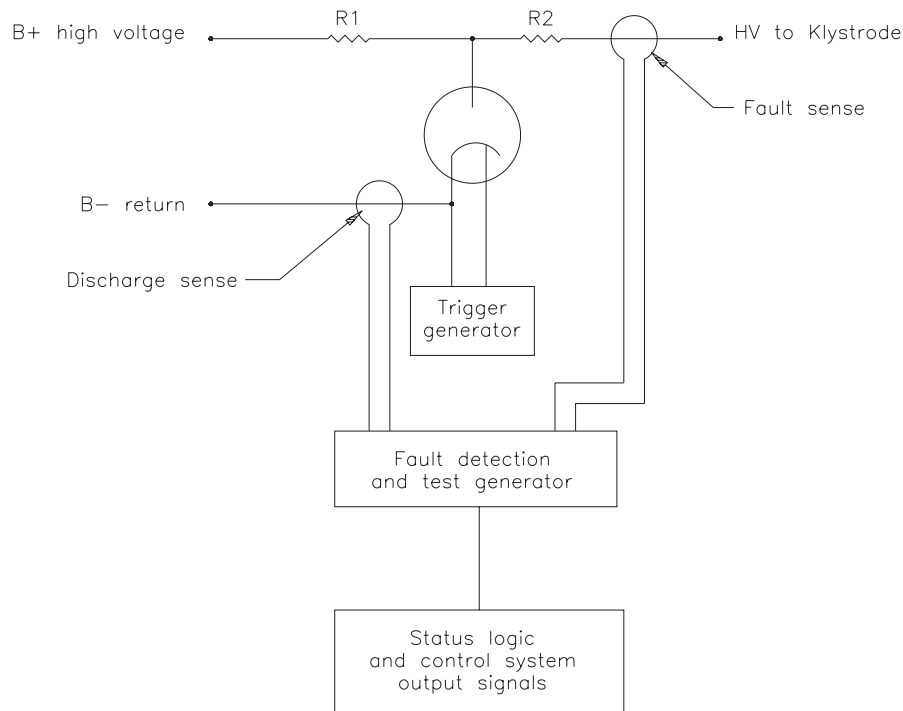 R1
R2
B+ high voltage
HV to Klystrode
Fault sense
B− return
Discharge sense
Trigger
generator
Fault detection
and test generator
Status logic
and control system
output signals